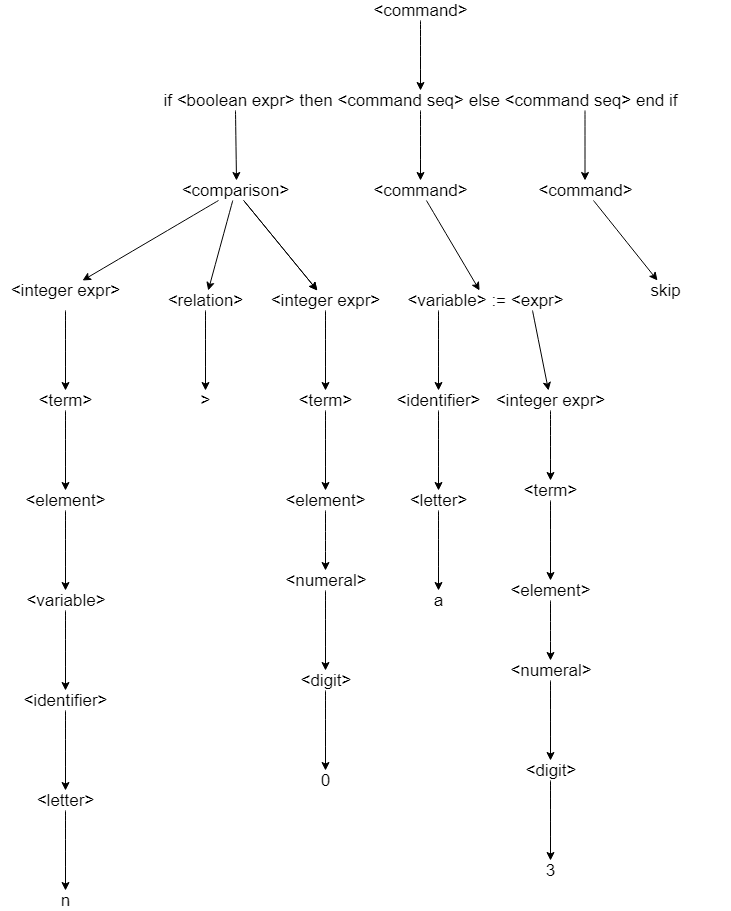 <command>
if <boolean expr> then <command seq> else <command seq> end if
<comparison> <command> <command>
<integer expr> <relation> <integer expr> <variable> := <expr> skip
<term> > <term> <identifier> <integer expr>
<element> <element> <letter> <term>
<variable> <numeral> a <element>
<identifier> <digit> <numeral>
<letter> 0 <digit>
n 3